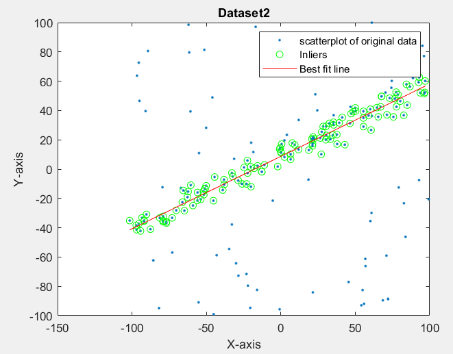 Dataset2
scatterplot of original data
Inliers
Best fit line
100
80
60
40
20
0
-20
-40
-60
-80
-100
Y-axis
-150
-100
-50
0
50
100
X-axis